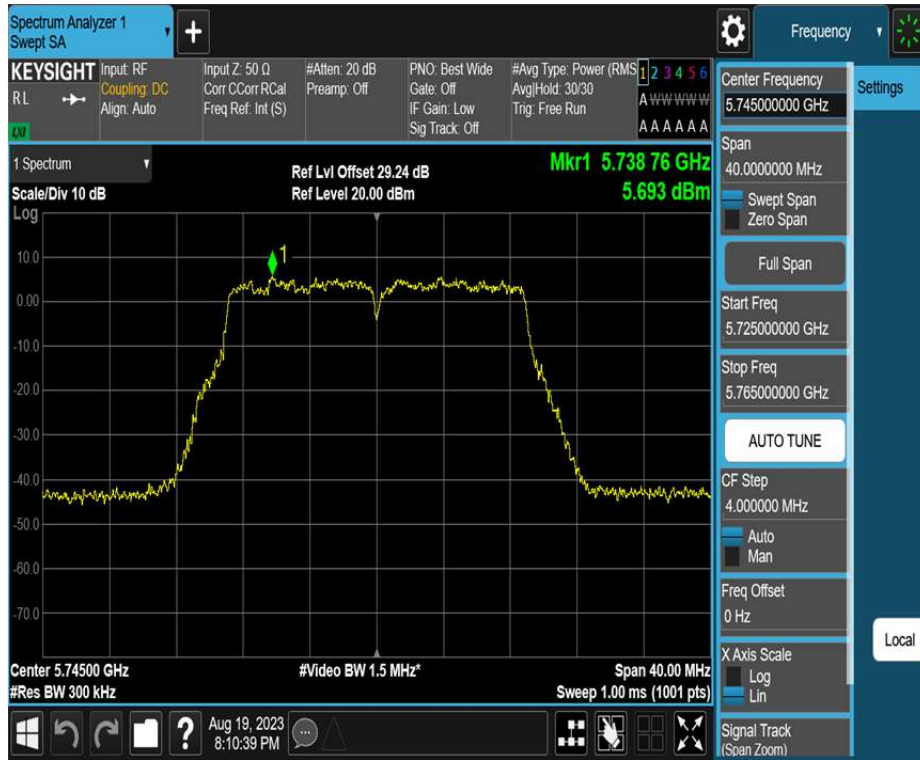 Spectrum Analyzer 1
Swept SA
Frequency
KEYSIGHT
R L
LXI
Input: RF
Coupling: DC
Align: Auto
Input Z: 50 Ω
Corr CCorr RCal
Freq Ref: Int (S)
#Atten: 20 dB
Preamp: Off
PNO: Best Wide
Gate: Off
IF Gain: Low
Sig Track: Off
#Avg Type: Power (RMS
Avg|Hold: 30/30
Trig: Free Run
1 2 3 4 5 6
A W W W W W
A A A A A A
1 Spectrum
Scale/Div 10 dB
Log
Ref Lvl Offset 29.24 dB
Ref Level 20.00 dBm
Mkr1 5.738 76 GHz
5.693 dBm
1
10.0
0.00
-10.0
-20.0
-30.0
-40.0
-50.0
-60.0
-70.0
Center 5.74500 GHz
#Res BW 300 kHz
#Video BW 1.5 MHz*
Span 40.00 MHz
Sweep 1.00 ms (1001 pts)
Aug 19, 2023
8:10:39 PM
Center Frequency
5.745000000 GHz
Span
40.0000000 MHz
Swept Span
Zero Span
Full Span
Start Freq
5.725000000 GHz
Stop Freq
5.765000000 GHz
AUTO TUNE
CF Step
4.000000 MHz
Auto
Man
Freq Offset
0 Hz
X Axis Scale
Log
Lin
Signal Track
(Span Zoom)
Settings
Local